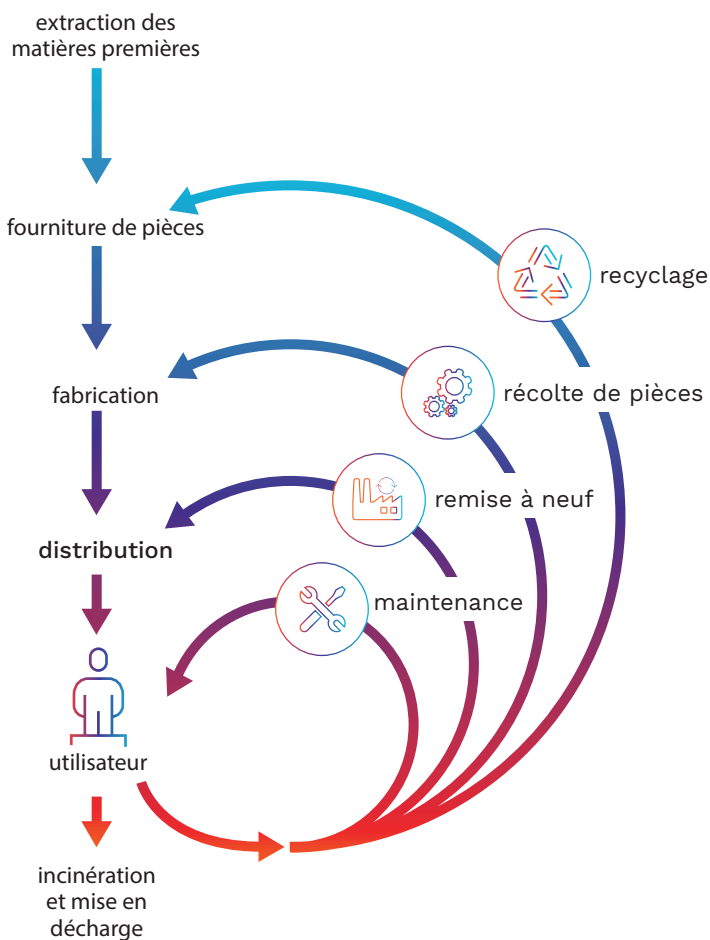 extraction des
matières premières
fourniture de pièces
recyclage
fabrication
récolte de pièces
remise à neuf
distribution
maintenance
utilisateur
incinération
et mise en
décharge